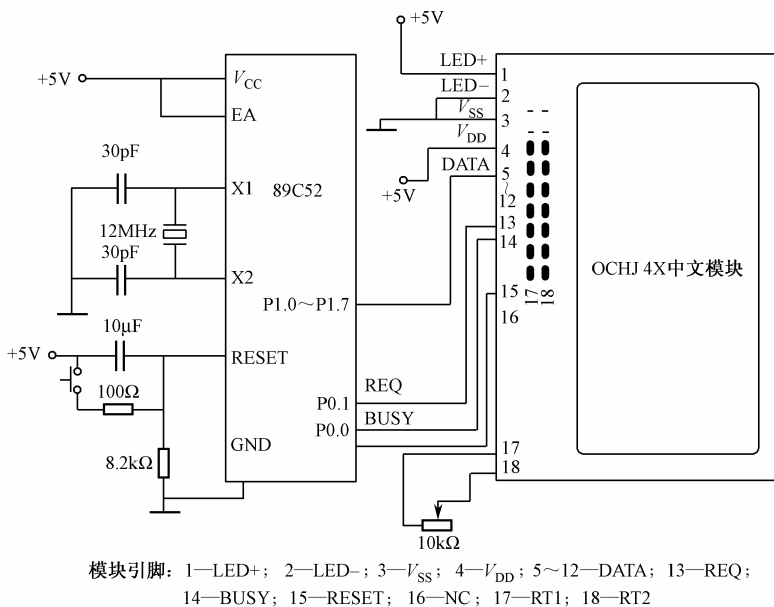 +5V
LED+
1
+5V
V_CC
LED−
2
EA
V_SS
3
V_DD
4
30pF
+5V
DATA
5
～
12
X1
89C52
12MHz
13
30pF
14
OCHJ 4X中文模块
X2
P1.0～P1.7
15
17
18
16
10μF
+5V
RESET
100Ω
REQ
P0.1
BUSY
P0.0
GND
17
8.2kΩ
18
10kΩ
模块引脚：1—LED+；2—LED−；3—V_SS；4—V_DD；5～12—DATA；13—REQ；
14—BUSY；15—RESET；16—NC；17—RT1；18—RT2